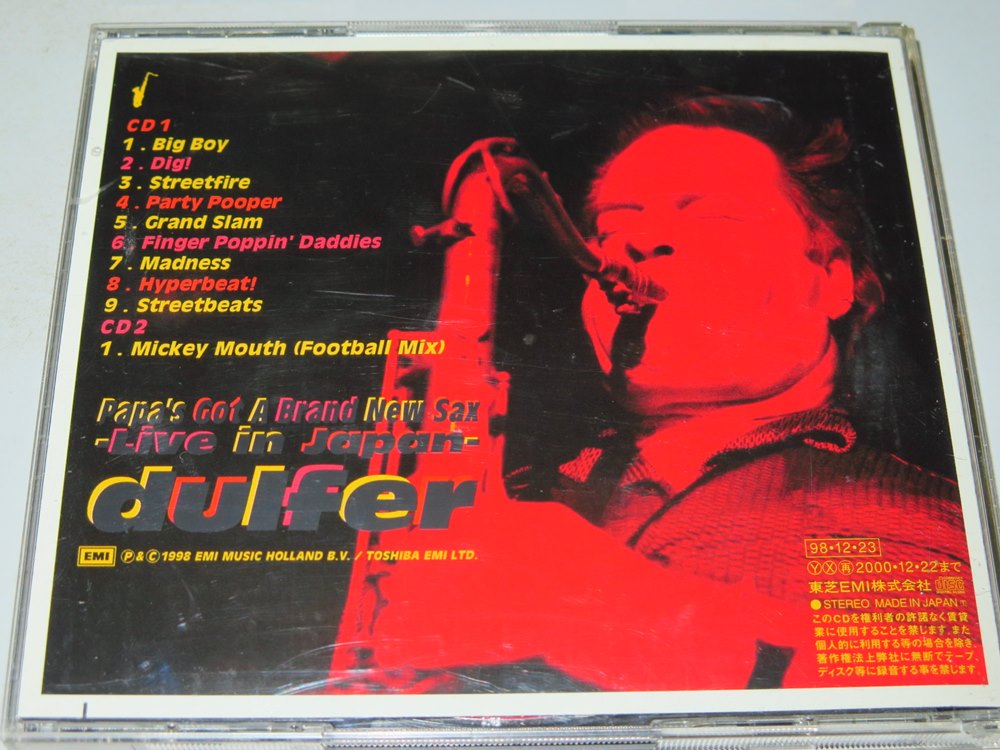 CD 1
1 . Big Boy
2 . Dig!
3 . Streetfire
4 . Party Pooper
5 . Grand Slam
6 . Finger Poppin' Daddies
7 . Madness
8 . Hyperbeat!
9 . Streetbeats
CD 2
1 . Mickey Mouth (Football Mix)
Papa's Got A Brand New Sax
-Live in Japan-
dulfer
EMI Ⓟ & © 1998 EMI MUSIC HOLLAND B.V. / TOSHIBA EMI LTD.
98•12•23
ⓎⓍ㊢2000•12•22まで
東芝EMI株式会社
●STEREO MADE IN JAPAN
このCDを権利者の許諾なく賃貸
業に使用することを禁じます。また
個人的に利用する等の場合を除き、
著作権法上弊社に無断でテープ、
ディスク等に録音する事を禁じます。